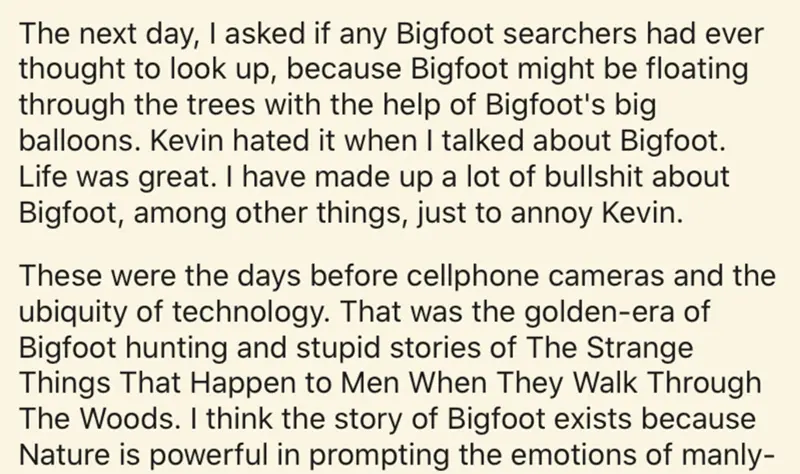 The next day, I asked if any Bigfoot searchers had ever
thought to look up, because Bigfoot might be floating
through the trees with the help of Bigfoot's big
balloons. Kevin hated it when I talked about Bigfoot.
Life was great. I have made up a lot of bullshit about
Bigfoot, among other things, just to annoy Kevin.
These were the days before cellphone cameras and the
ubiquity of technology. That was the golden-era of
Bigfoot hunting and stupid stories of The Strange
Things That Happen to Men When They Walk Through
The Woods. I think the story of Bigfoot exists because
Nature is powerful in prompting the emotions of manly-